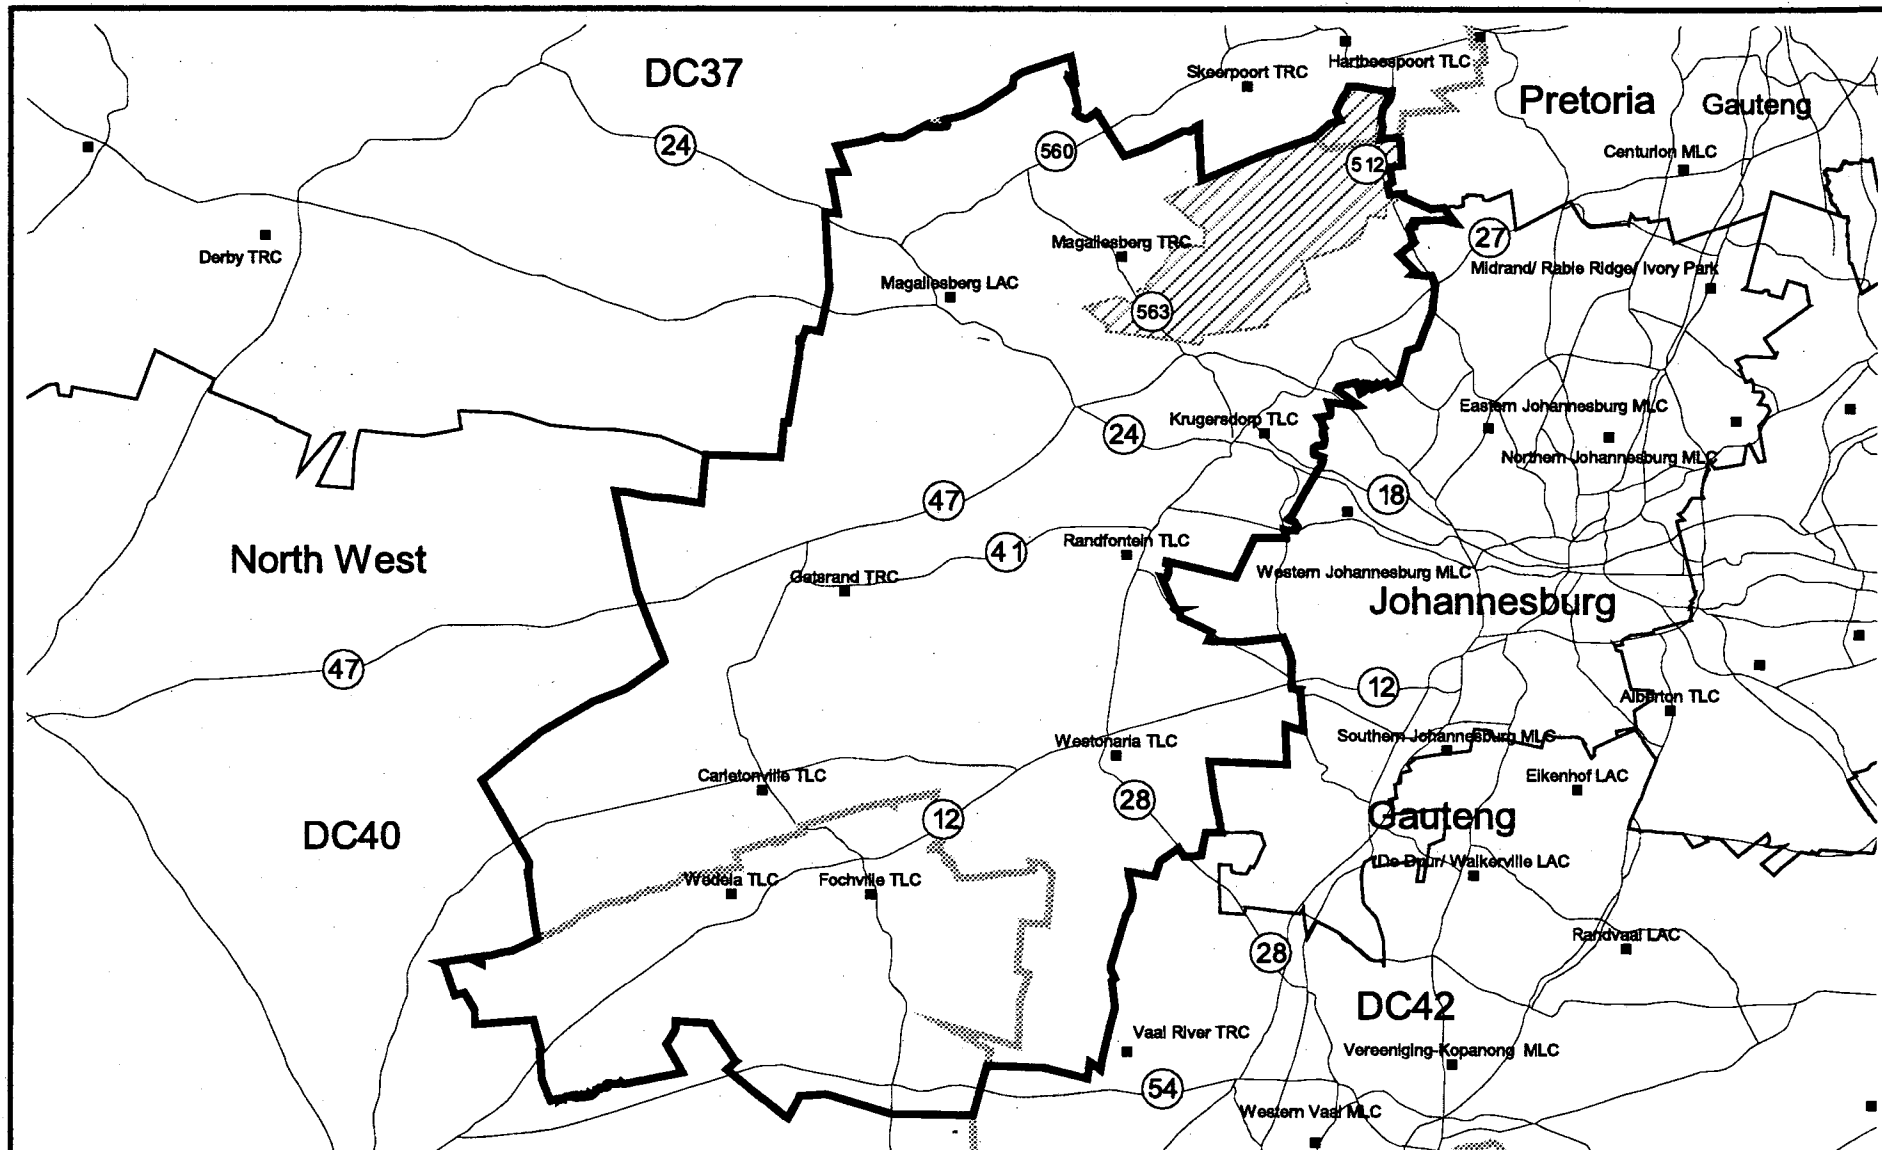 DC37
Skeerpoort TRC
Hartbeespoort TLC
Pretoria
Gauteng
24
560
512
Centurion MLC
Derby TRC
Magaliesberg TRC
27
Midrand/ Rabie Ridge/ Ivory Park
Magaliesberg LAC
563
Krugersdorp TLC
Eastern Johannesburg MLC
24
Northern Johannesburg MLC
47
18
North West
41
Randfontein TLC
Gatsrand TRC
Western Johannesburg MLC
Johannesburg
47
12
Alberton TLC
Westonaria TLC
Southern Johannesburg MLC
Carletonville TLC
Eikenhof LAC
28
12
Gauteng
DC40
De Deur/ Walkerville LAC
Wedela TLC
Fochville TLC
Randvaal LAC
28
DC42
Vaal River TRC
Vereeniging-Kopanong MLC
54
Western Vaal MLC